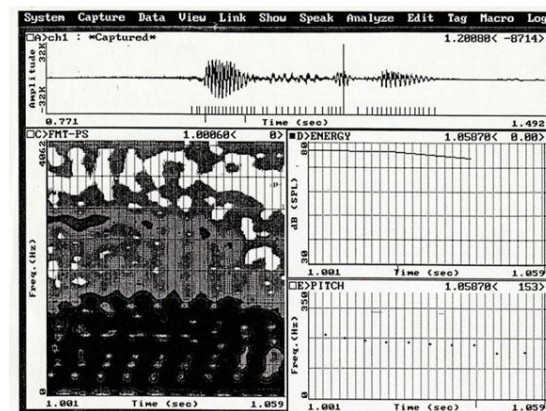 System Capture Data View Link Show Speak Analyze Edit Tag Macro Log
A>ch1 : *Captured* 1.20080< -8714>
32K
Amplitude
-32K
0.771 Time (sec) 1.492
C>FMT-PS 1.00060< 0>
4062
Freq.(Hz)
0
1.001 Time (sec) 1.059
D>ENERGY 1.05870< 0.00>
80
dB (SPL)
30
1.001 Time (sec) 1.059
E>PITCH 1.05870< 153>
350
Freq.(Hz)
0
1.001 Time (sec) 1.059